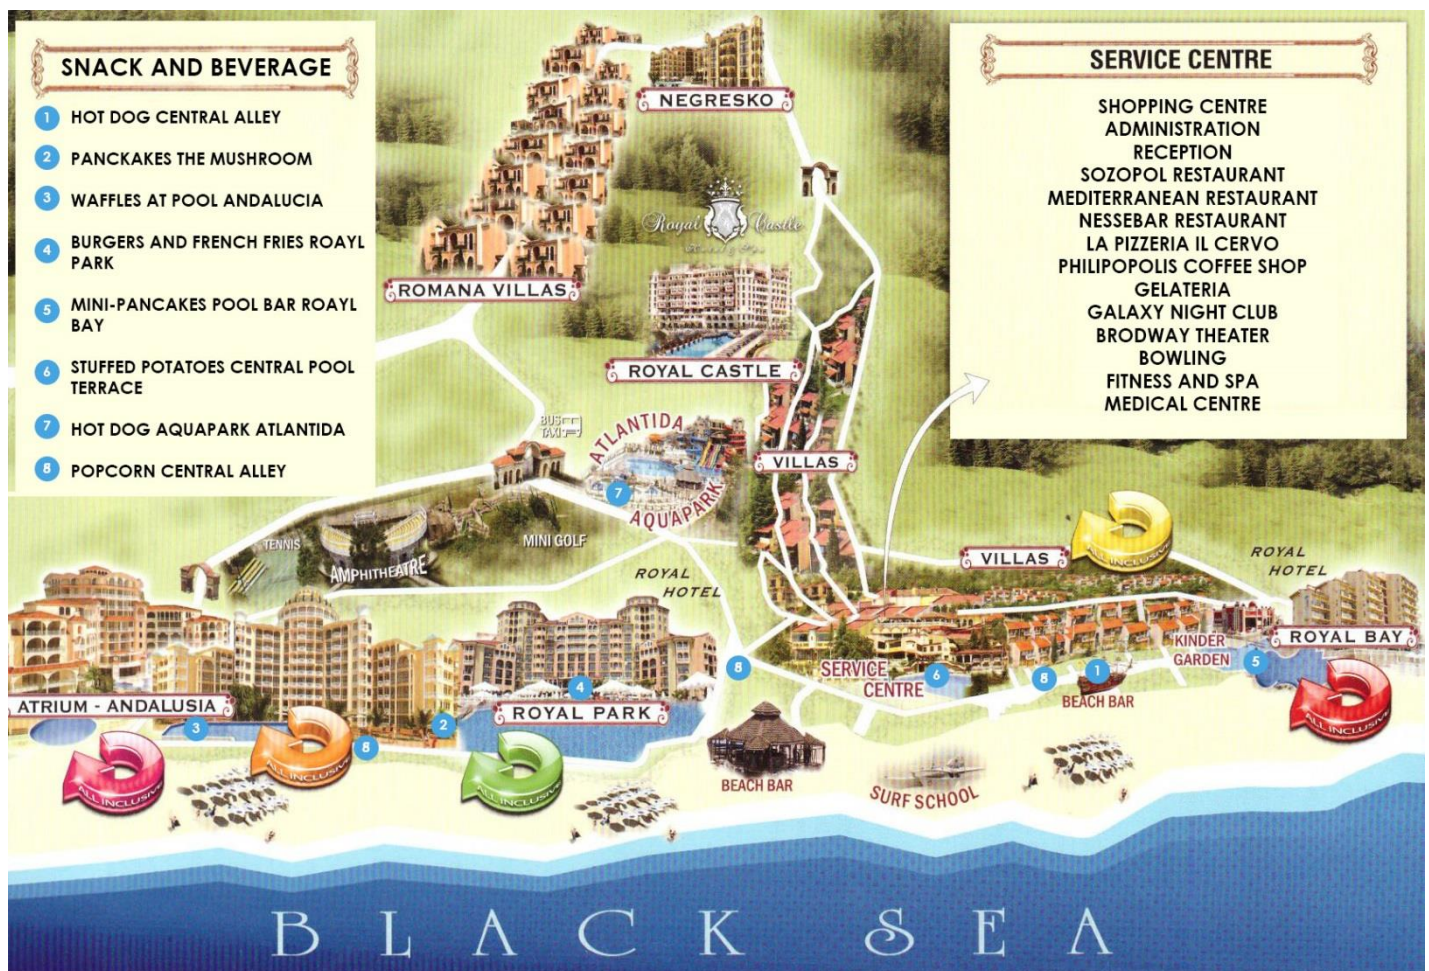 SNACK AND BEVERAGE
1 HOT DOG CENTRAL ALLEY
2 PANCKAKES THE MUSHROOM
3 WAFFLES AT POOL ANDALUCIA
4 BURGERS AND FRENCH FRIES ROAYL
PARK
5 MINI-PANCAKES POOL BAR ROAYL
BAY
6 STUFFED POTATOES CENTRAL POOL
TERRACE
7 HOT DOG AQUAPARK ATLANTIDA
8 POPCORN CENTRAL ALLEY
SERVICE CENTRE
SHOPPING CENTRE
ADMINISTRATION
RECEPTION
SOZOPOL RESTAURANT
MEDITERRANEAN RESTAURANT
NESSEBAR RESTAURANT
LA PIZZERIA IL CERVO
PHILIPOPOLIS COFFEE SHOP
GELATERIA
GALAXY NIGHT CLUB
BRODWAY THEATER
BOWLING
FITNESS AND SPA
MEDICAL CENTRE
NEGRESKO
Royal Castle
ROMANA VILLAS
ROYAL CASTLE
BUS
TAXI
ATLANTIDA
7
AQUAPARK
VILLAS
TENNIS
AMPHITHEATRE
MINI GOLF
VILLAS
ALL INCLUSIVE
ROYAL
HOTEL
ROYAL
HOTEL
ROYAL BAY
KINDER
GARDEN
5
SERVICE
CENTRE
6
8
1
BEACH BAR
8
4
ROYAL PARK
ATRIUM - ANDALUSIA
3
2
8
ALL INCLUSIVE
ALL INCLUSIVE
ALL INCLUSIVE
ALL INCLUSIVE
BEACH BAR
SURF SCHOOL
BLACK SEA